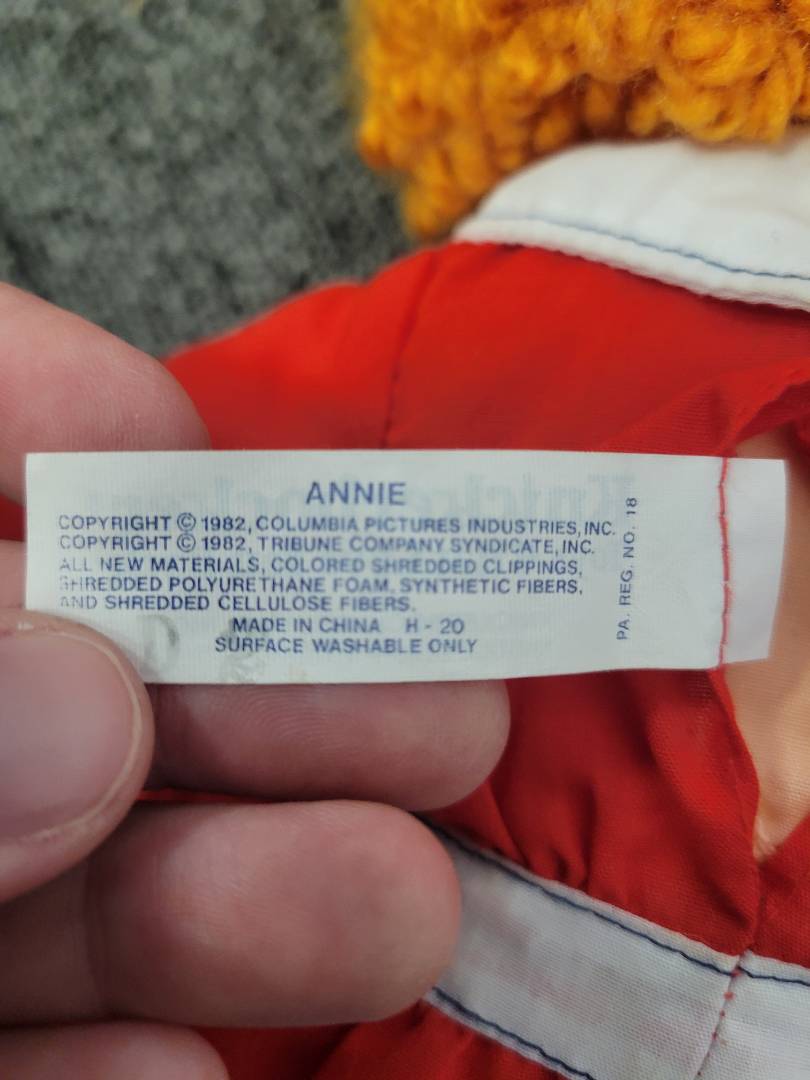 ANNIE
COPYRIGHT © 1982, COLUMBIA PICTURES INDUSTRIES, INC.
COPYRIGHT © 1982, TRIBUNE COMPANY SYNDICATE, INC.
ALL NEW MATERIALS, COLORED SHREDDED CLIPPINGS,
SHREDDED POLYURETHANE FOAM, SYNTHETIC FIBERS,
AND SHREDDED CELLULOSE FIBERS.
MADE IN CHINA H - 20
SURFACE WASHABLE ONLY
PA. REG. NO. 18